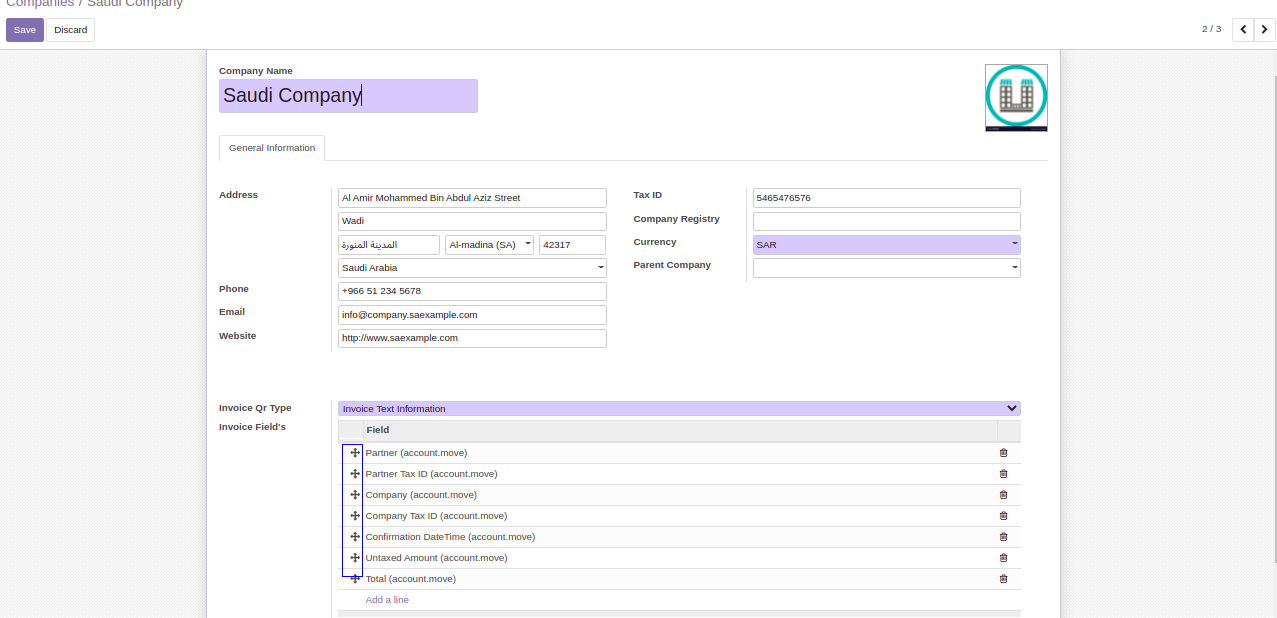 Companies / Saudi Company
Save Discard 2 / 3
Company Name
Saudi Company
General Information
Address Al Amir Mohammed Bin Abdul Aziz Street Tax ID 5465476576
Wadi Company Registry
المدينة المنورة Al-madina (SA) 42317 Currency SAR
Saudi Arabia Parent Company
Phone +966 51 234 5678
Email info@company.saexample.com
Website http://www.saexample.com
Invoice Qr Type Invoice Text Information
Invoice Field's Field
Partner (account.move)
Partner Tax ID (account.move)
Company (account.move)
Company Tax ID (account.move)
Confirmation DateTime (account.move)
Untaxed Amount (account.move)
Total (account.move)
Add a line